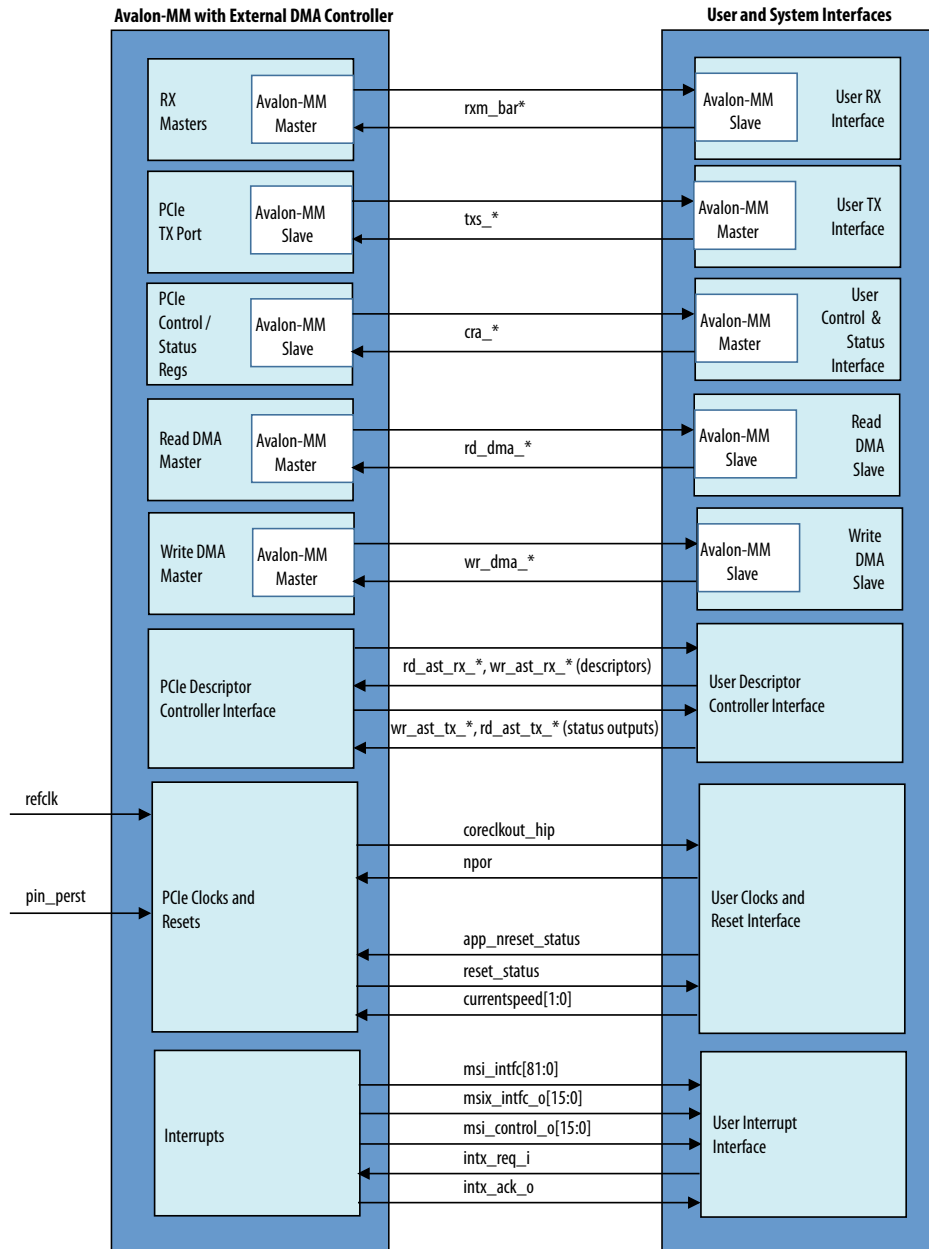 Avalon-MM with External DMA Controller
User and System Interfaces
RX
Masters
Avalon-MM
Master
rxm_bar*
Avalon-MM
Slave
User RX
Interface
PCIe
TX Port
Avalon-MM
Slave
txs_*
Avalon-MM
Master
User TX
Interface
PCIe
Control /
Status
Regs
Avalon-MM
Slave
cra_*
Avalon-MM
Master
User
Control &
Status
Interface
Read DMA
Master
Avalon-MM
Master
rd_dma_*
Avalon-MM
Slave
Read
DMA
Slave
Write DMA
Master
Avalon-MM
Master
wr_dma_*
Avalon-MM
Slave
Write
DMA
Slave
PCIe Descriptor
Controller Interface
rd_ast_rx_*, wr_ast_rx_* (descriptors)
wr_ast_tx_*, rd_ast_tx_* (status outputs)
User Descriptor
Controller Interface
refclk
pin_perst
PCIe Clocks and
Resets
coreclkout_hip
npor
app_nreset_status
reset_status
currentspeed[1:0]
User Clocks and
Reset Interface
Interrupts
msi_intfc[81:0]
msix_intfc_o[15:0]
msi_control_o[15:0]
intx_req_i
intx_ack_o
User Interrupt
Interface